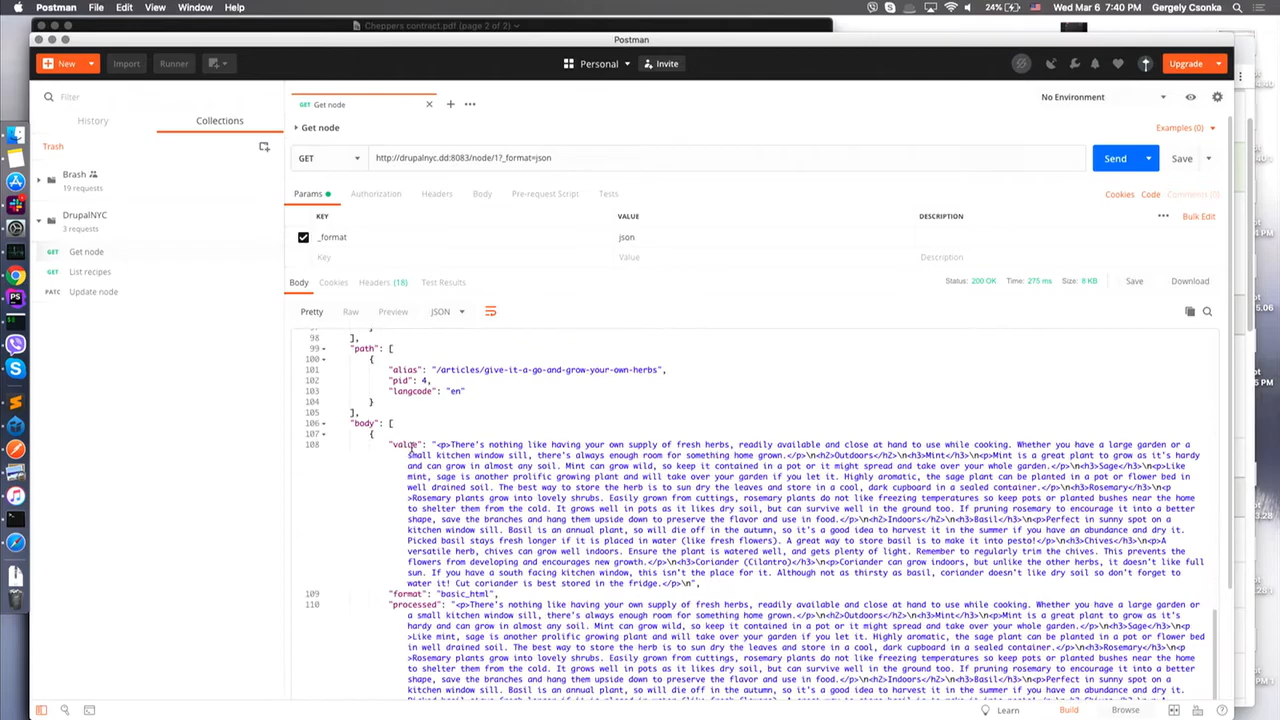 Postman File Edit View Window Help
24% Wed Mar 6 7:40 PM Gergely Csonka
Cheppers contract.pdf (page 2 of 2)
Postman
New Import Runner Personal Invite Upgrade
Filter
Get node
No Environment
History Collections
Get node
Examples (0)
Trash
GET http://drupalnyc.dd:8083/node/1?_format=json Send Save
Brash
19 requests
Params Authorization Headers Body Pre-request Script Tests Cookies Code Comments (0)
DrupalNYC
3 requests
KEY VALUE DESCRIPTION Bulk Edit
_format json
GET Get node
Key Value Description
GET List recipes
Body Cookies Headers (18) Test Results Status: 200 OK Time: 275 ms Size: 8 KB Save Download
PATC Update node
Pretty Raw Preview JSON
98 ],
99 "path": [
100 {
101 "alias": "/articles/give-it-a-go-and-grow-your-own-herbs",
102 "pid": 4,
103 "langcode": "en"
104 }
105 ],
106 "body": [
107 {
108 "value": "<p>There's nothing like having your own supply of fresh herbs, readily available and close at hand to use while cooking. Whether you have a large garden or a
small kitchen window sill, there's always enough room for something home grown.</p>\n<h2>Outdoors</h2>\n<h3>Mint</h3>\n<p>Mint is a great plant to grow as it's hardy
and can grow in almost any soil. Mint can grow wild, so keep it contained in a pot or it might spread and take over your whole garden.</p>\n<h3>Sage</h3>\n<p>Like
mint, sage is another prolific growing plant and will take over your garden if you let it. Highly aromatic, the sage plant can be planted in a pot or flower bed in
well drained soil. The best way to store the herb is to sun dry the leaves and store in a cool, dark cupboard in a sealed container.</p>\n<h3>Rosemary</h3>\n<p
>Rosemary plants grow into lovely shrubs. Easily grown from cuttings, rosemary plants do not like freezing temperatures so keep pots or planted bushes near the home
to shelter them from the cold. It grows well in pots as it likes dry soil, but can survive well in the ground too. If pruning rosemary to encourage it into a better
shape, save the branches and hang them upside down to preserve the flavor and use in food.</p>\n<h2>Indoors</h2>\n<h3>Basil</h3>\n<p>Perfect in sunny spot on a
kitchen window sill. Basil is an annual plant, so will die off in the autumn, so it's a good idea to harvest it in the summer if you have an abundance and dry it.
Picked basil stays fresh longer if it is placed in water (like fresh flowers). A great way to store basil is to make it into pesto!</p>\n<h3>Chives</h3>\n<p>A
versatile herb, chives can grow well indoors. Ensure the plant is watered well, and gets plenty of light. Remember to regularly trim the chives. This prevents the
flowers from developing and encourages new growth.</p>\n<h3>Coriander (Cilantro)</h3>\n<p>Coriander can grow indoors, but unlike the other herbs, it doesn't like full
sun. If you have a south facing kitchen window, this isn't the place for it. Although not as thirsty as basil, coriander doesn't like dry soil so don't forget to
water it! Cut coriander is best stored in the fridge.</p>\n",
109 "format": "basic_html",
110 "processed": "<p>There's nothing like having your own supply of fresh herbs, readily available and close at hand to use while cooking. Whether you have a large garden or
a small kitchen window sill, there's always enough room for something home grown.</p>\n<h2>Outdoors</h2>\n<h3>Mint</h3>\n<p>Mint is a great plant to grow as it's
hardy and can grow in almost any soil. Mint can grow wild, so keep it contained in a pot or it might spread and take over your whole garden.</p>\n<h3>Sage</h3>\n<p
>Like mint, sage is another prolific growing plant and will take over your garden if you let it. Highly aromatic, the sage plant can be planted in a pot or flower bed
in well drained soil. The best way to store the herb is to sun dry the leaves and store in a cool, dark cupboard in a sealed container.</p>\n<h3>Rosemary</h3>\n<p
>Rosemary plants grow into lovely shrubs. Easily grown from cuttings, rosemary plants do not like freezing temperatures so keep pots or planted bushes near the home
to shelter them from the cold. It grows well in pots as it likes dry soil, but can survive well in the ground too. If pruning rosemary to encourage it into a better
shape, save the branches and hang them upside down to preserve the flavor and use in food.</p>\n<h2>Indoors</h2>\n<h3>Basil</h3>\n<p>Perfect in sunny spot on a
kitchen window sill. Basil is an annual plant, so will die off in the autumn, so it's a good idea to harvest it in the summer if you have an abundance and dry it.
Learn Build Browse